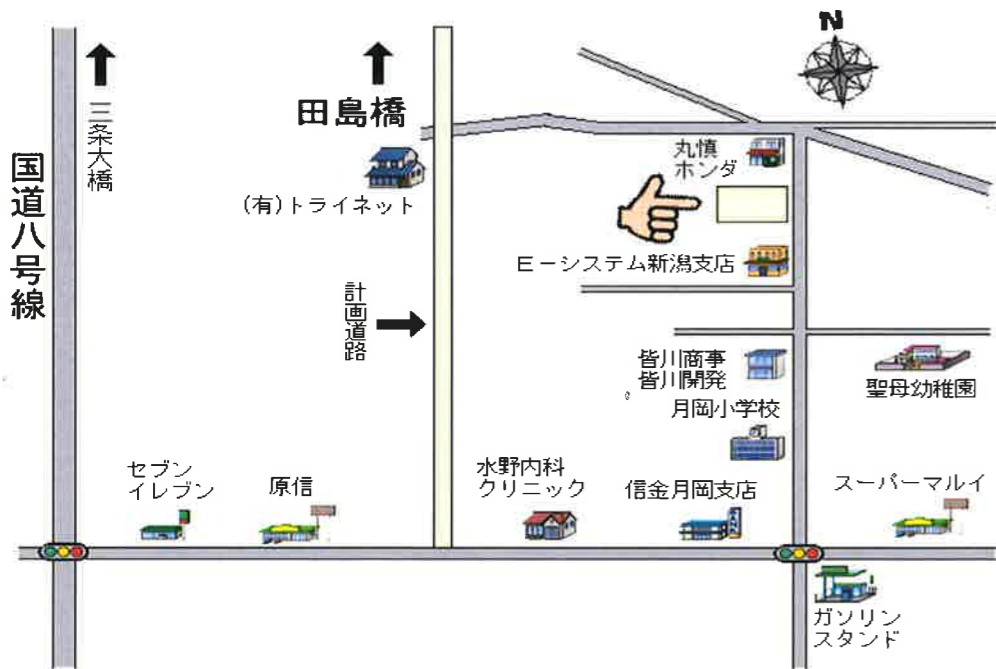 N
三条大橋
国道八号線
田島橋
(有)トライネット
丸慎
ホンダ
Eーシステム新潟支店
計画道路
皆川商事
皆川開発
月岡小学校
聖母幼稚園
セブン
イレブン
原信
水野内科
クリニック
信金月岡支店
スーパーマルイ
ガソリン
スタンド